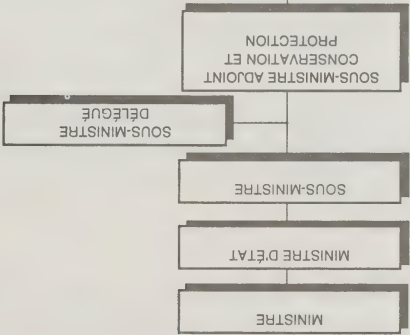 MINISTRE
MINISTRE D'ÉTAT
SOUS-MINISTRE
SOUS-MINISTRE
DÉLÉGUÉ
SOUS-MINISTRE ADJOINT
CONSERVATION ET
PROTECTION